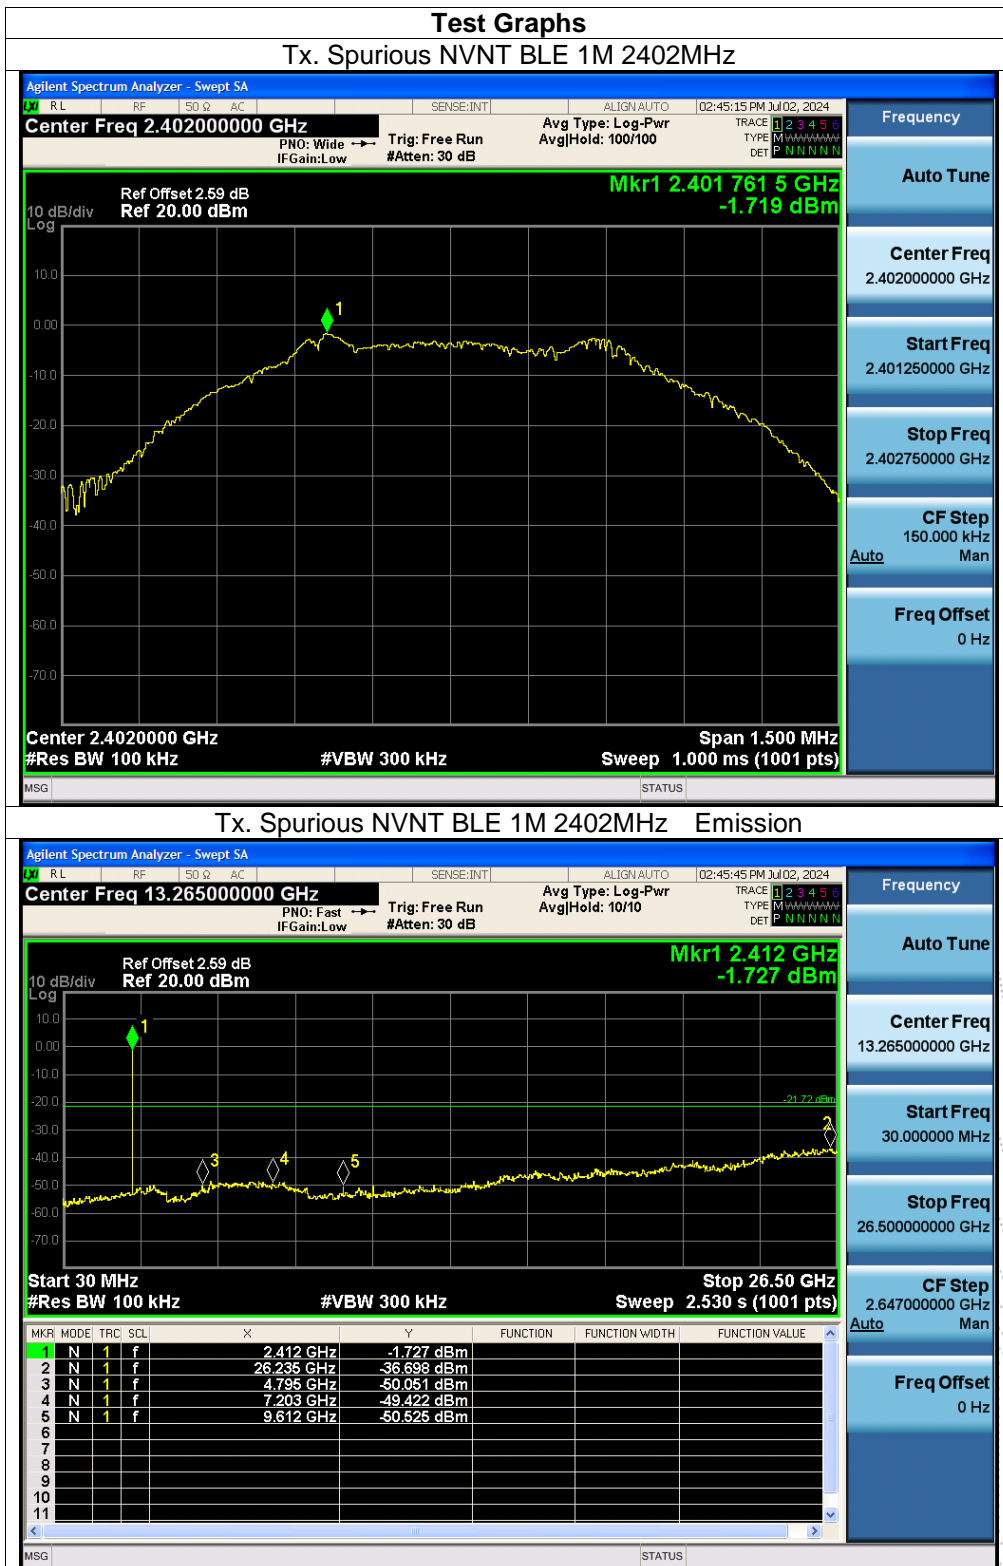 Test Graphs
Tx. Spurious NVNT BLE 1M 2402MHz
Agilent Spectrum Analyzer - Swept SA
LXI RL RF 50 Ω AC SENSE:INT ALIGN AUTO 02:45:15 PM Jul 02, 2024
Center Freq 2.402000000 GHz
PNO: Wide
IFGain:Low
Trig: Free Run
#Atten: 30 dB
Avg Type: Log-Pwr
Avg|Hold: 100/100
TRACE 1 2 3 4 5 6
TYPE M
DET P N N N N N
Ref Offset 2.59 dB
10 dB/div Ref 20.00 dBm
Log
Mkr1 2.401 761 5 GHz
-1.719 dBm
10.0
0.00
-10.0
-20.0
-30.0
-40.0
-50.0
-60.0
-70.0
1
Center 2.4020000 GHz Span 1.500 MHz
#Res BW 100 kHz #VBW 300 kHz Sweep 1.000 ms (1001 pts)
MSG STATUS
Frequency
Auto Tune
Center Freq
2.402000000 GHz
Start Freq
2.401250000 GHz
Stop Freq
2.402750000 GHz
CF Step
150.000 kHz
Auto Man
Freq Offset
0 Hz
Tx. Spurious NVNT BLE 1M 2402MHz Emission
Agilent Spectrum Analyzer - Swept SA
LXI RL RF 50 Ω AC SENSE:INT ALIGN AUTO 02:45:45 PM Jul 02, 2024
Center Freq 13.265000000 GHz
PNO: Fast
IFGain:Low
Trig: Free Run
#Atten: 30 dB
Avg Type: Log-Pwr
Avg|Hold: 10/10
TRACE 1 2 3 4 5 6
TYPE M
DET P N N N N N
Ref Offset 2.59 dB
10 dB/div Ref 20.00 dBm
Log
Mkr1 2.412 GHz
-1.727 dBm
10.0
0.00
-10.0
-20.0
-30.0
-40.0
-50.0
-60.0
-70.0
1
-21.72 dBm
2
3
4
5
Start 30 MHz Stop 26.50 GHz
#Res BW 100 kHz #VBW 300 kHz Sweep 2.530 s (1001 pts)
MKR MODE TRC SCL X Y FUNCTION FUNCTION WIDTH FUNCTION VALUE
1 N 1 f 2.412 GHz -1.727 dBm
2 N 1 f 26.235 GHz -36.698 dBm
3 N 1 f 4.795 GHz -50.051 dBm
4 N 1 f 7.203 GHz -49.422 dBm
5 N 1 f 9.612 GHz -50.525 dBm
6
7
8
9
10
11
MSG STATUS
Frequency
Auto Tune
Center Freq
13.265000000 GHz
Start Freq
30.000000 MHz
Stop Freq
26.500000000 GHz
CF Step
2.647000000 GHz
Auto Man
Freq Offset
0 Hz